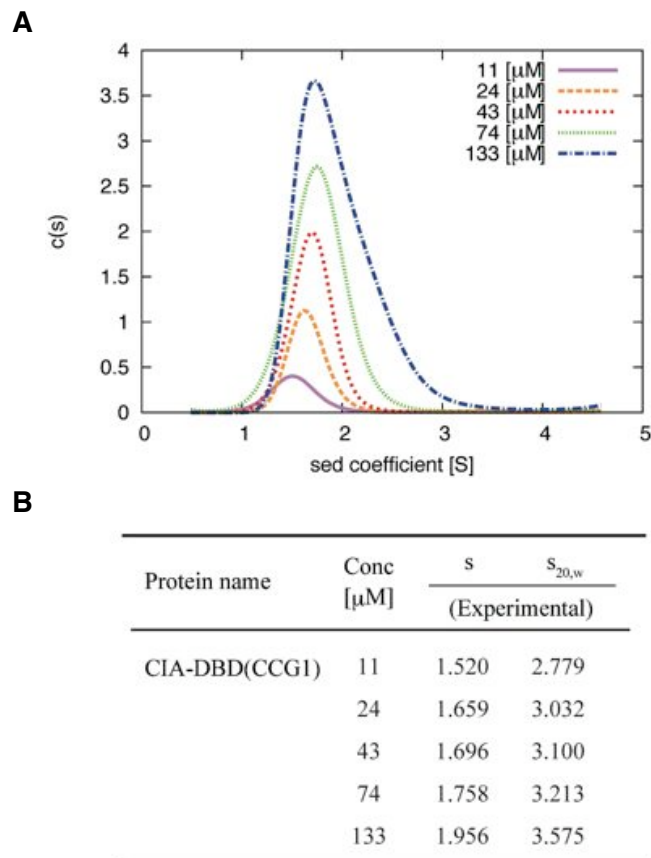 A
4
3.5
3
2.5
2
1.5
1
0.5
0
c(s)
11 [μM]
24 [μM]
43 [μM]
74 [μM]
133 [μM]
0 1 2 3 4 5
sed coefficient [S]
B
Protein name Conc [μM] s s20,w
(Experimental)
CIA-DBD(CCG1) 11 1.520 2.779
24 1.659 3.032
43 1.696 3.100
74 1.758 3.213
133 1.956 3.575